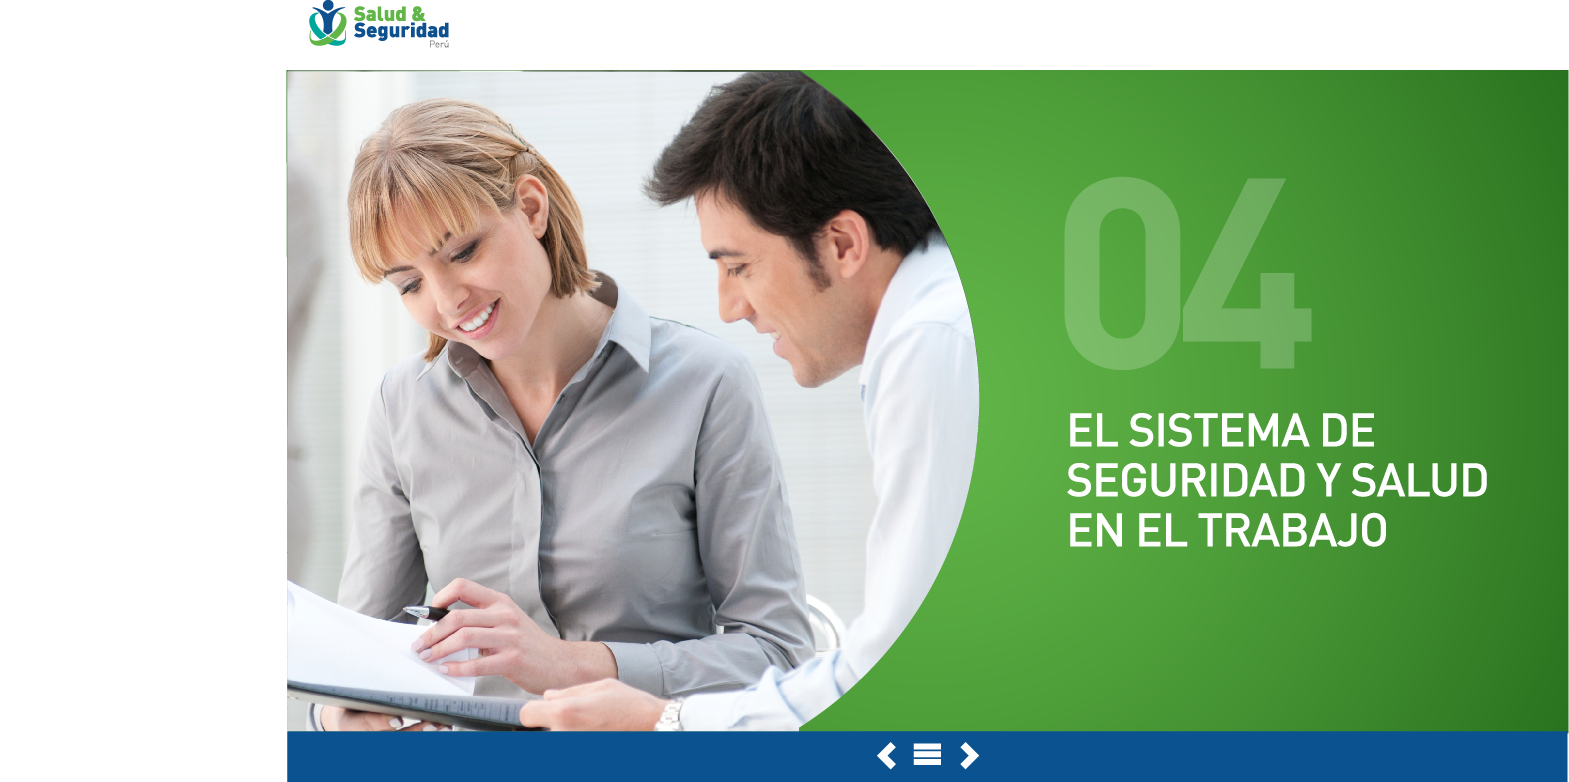 Salud &
Seguridad
Perú
04
EL SISTEMA DE
SEGURIDAD Y SALUD
EN EL TRABAJO